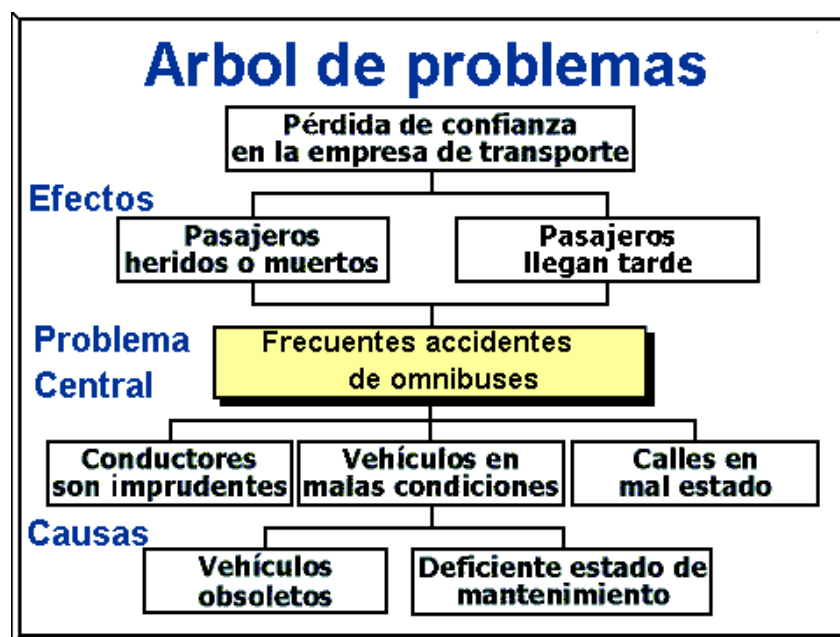 Arbol de problemas
Pérdida de confianza
en la empresa de transporte
Efectos
Pasajeros
heridos o muertos
Pasajeros
llegan tarde
Problema
Central
Frecuentes accidentes
de omnibuses
Conductores
son imprudentes
Vehículos en
malas condiciones
Calles en
mal estado
Causas
Vehículos
obsoletos
Deficiente estado de
mantenimiento